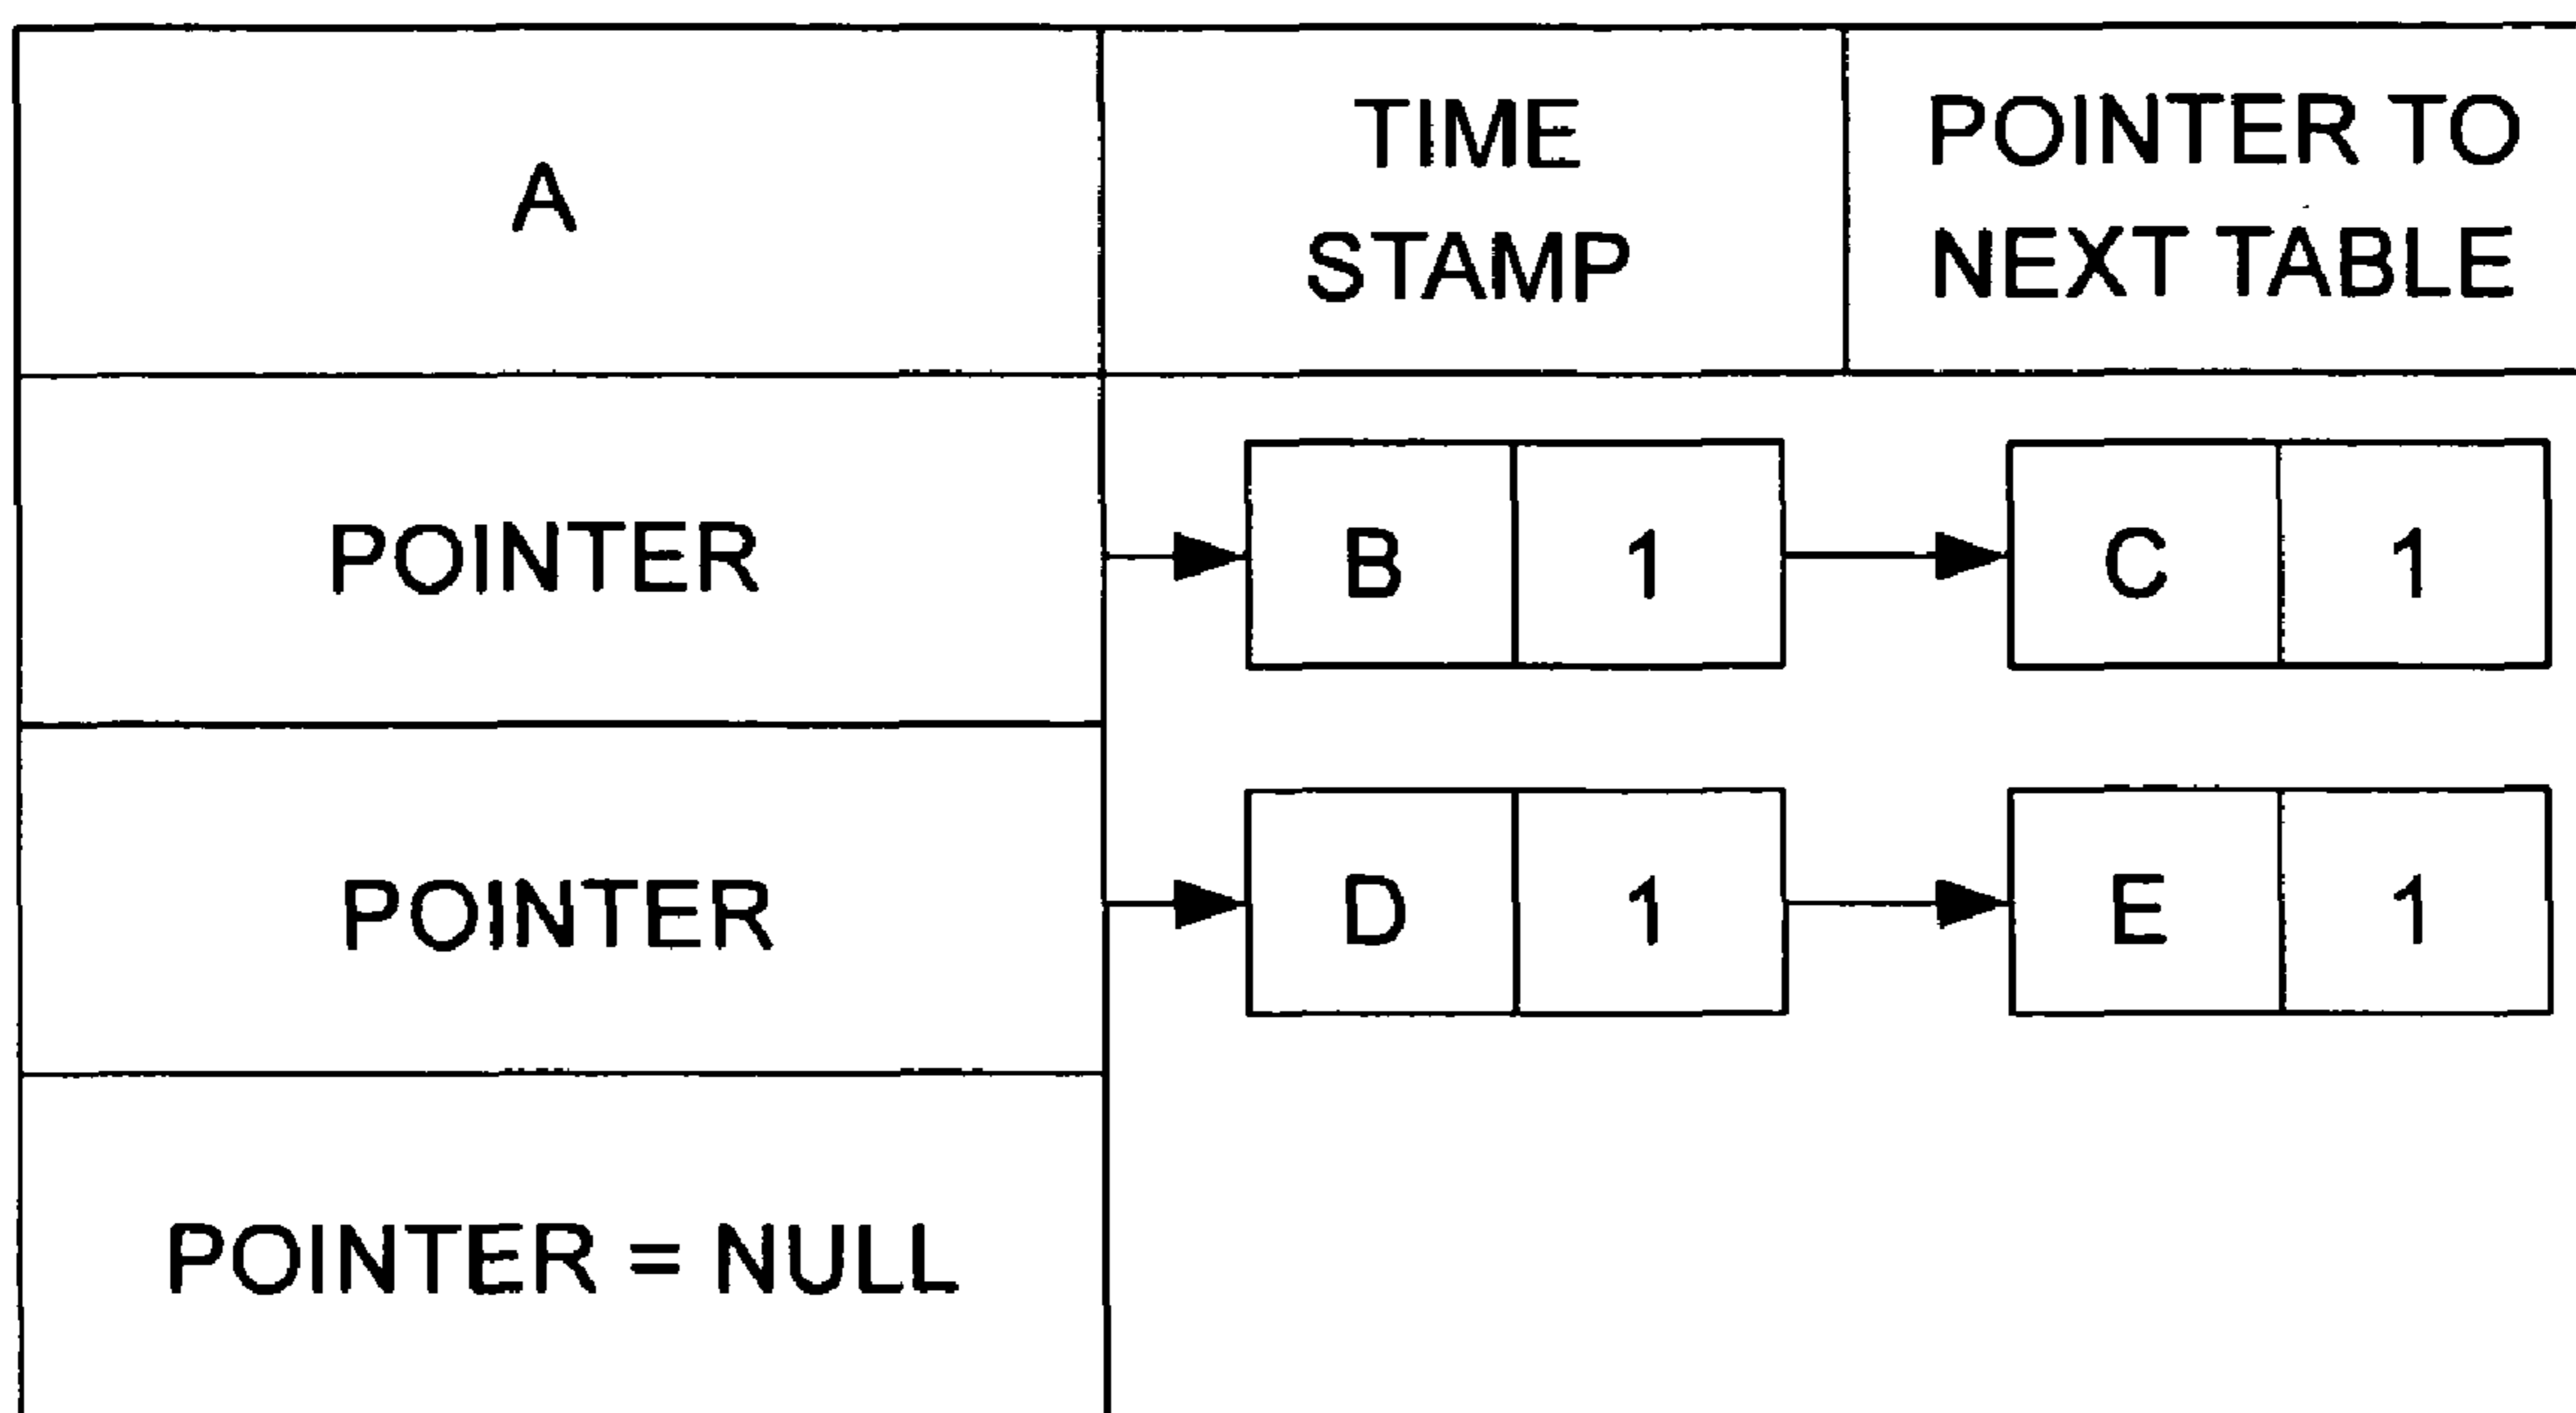 A
TIME
STAMP
POINTER TO
NEXT TABLE
POINTER
B 1
C 1
POINTER
D 1
E 1
POINTER = NULL